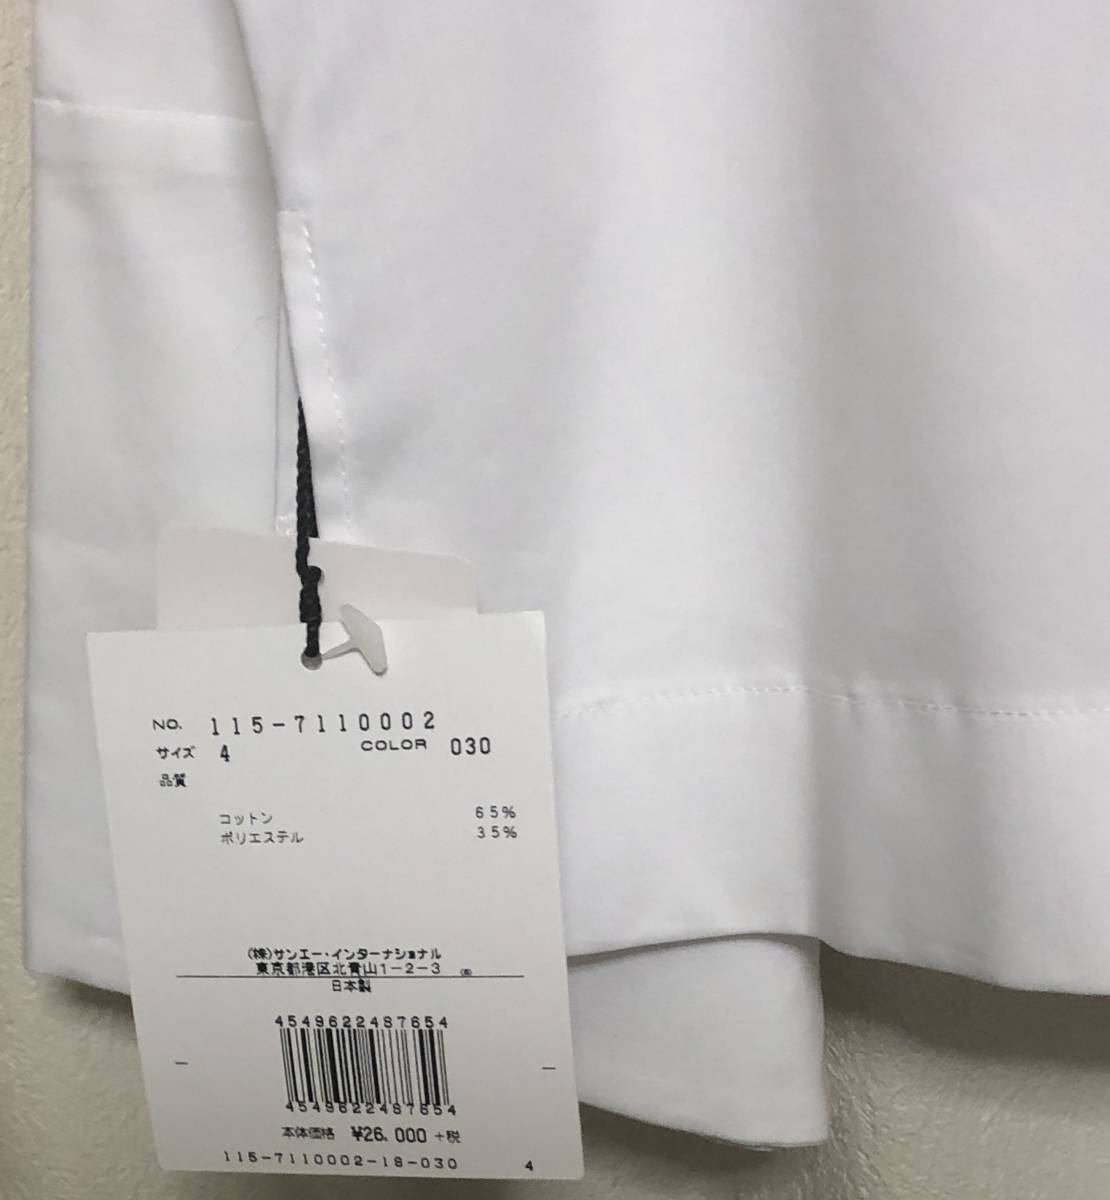 NO. 115-7110002
サイズ 4 COLOR 030
品質
コットン 65%
ポリエステル 35%
(株)サンエー・インターナショナル
東京都港区北青山1-2-3
日本製
4549622487654
4549622487654
本体価格 ¥26,000 +税
115-7110002-18-030 4